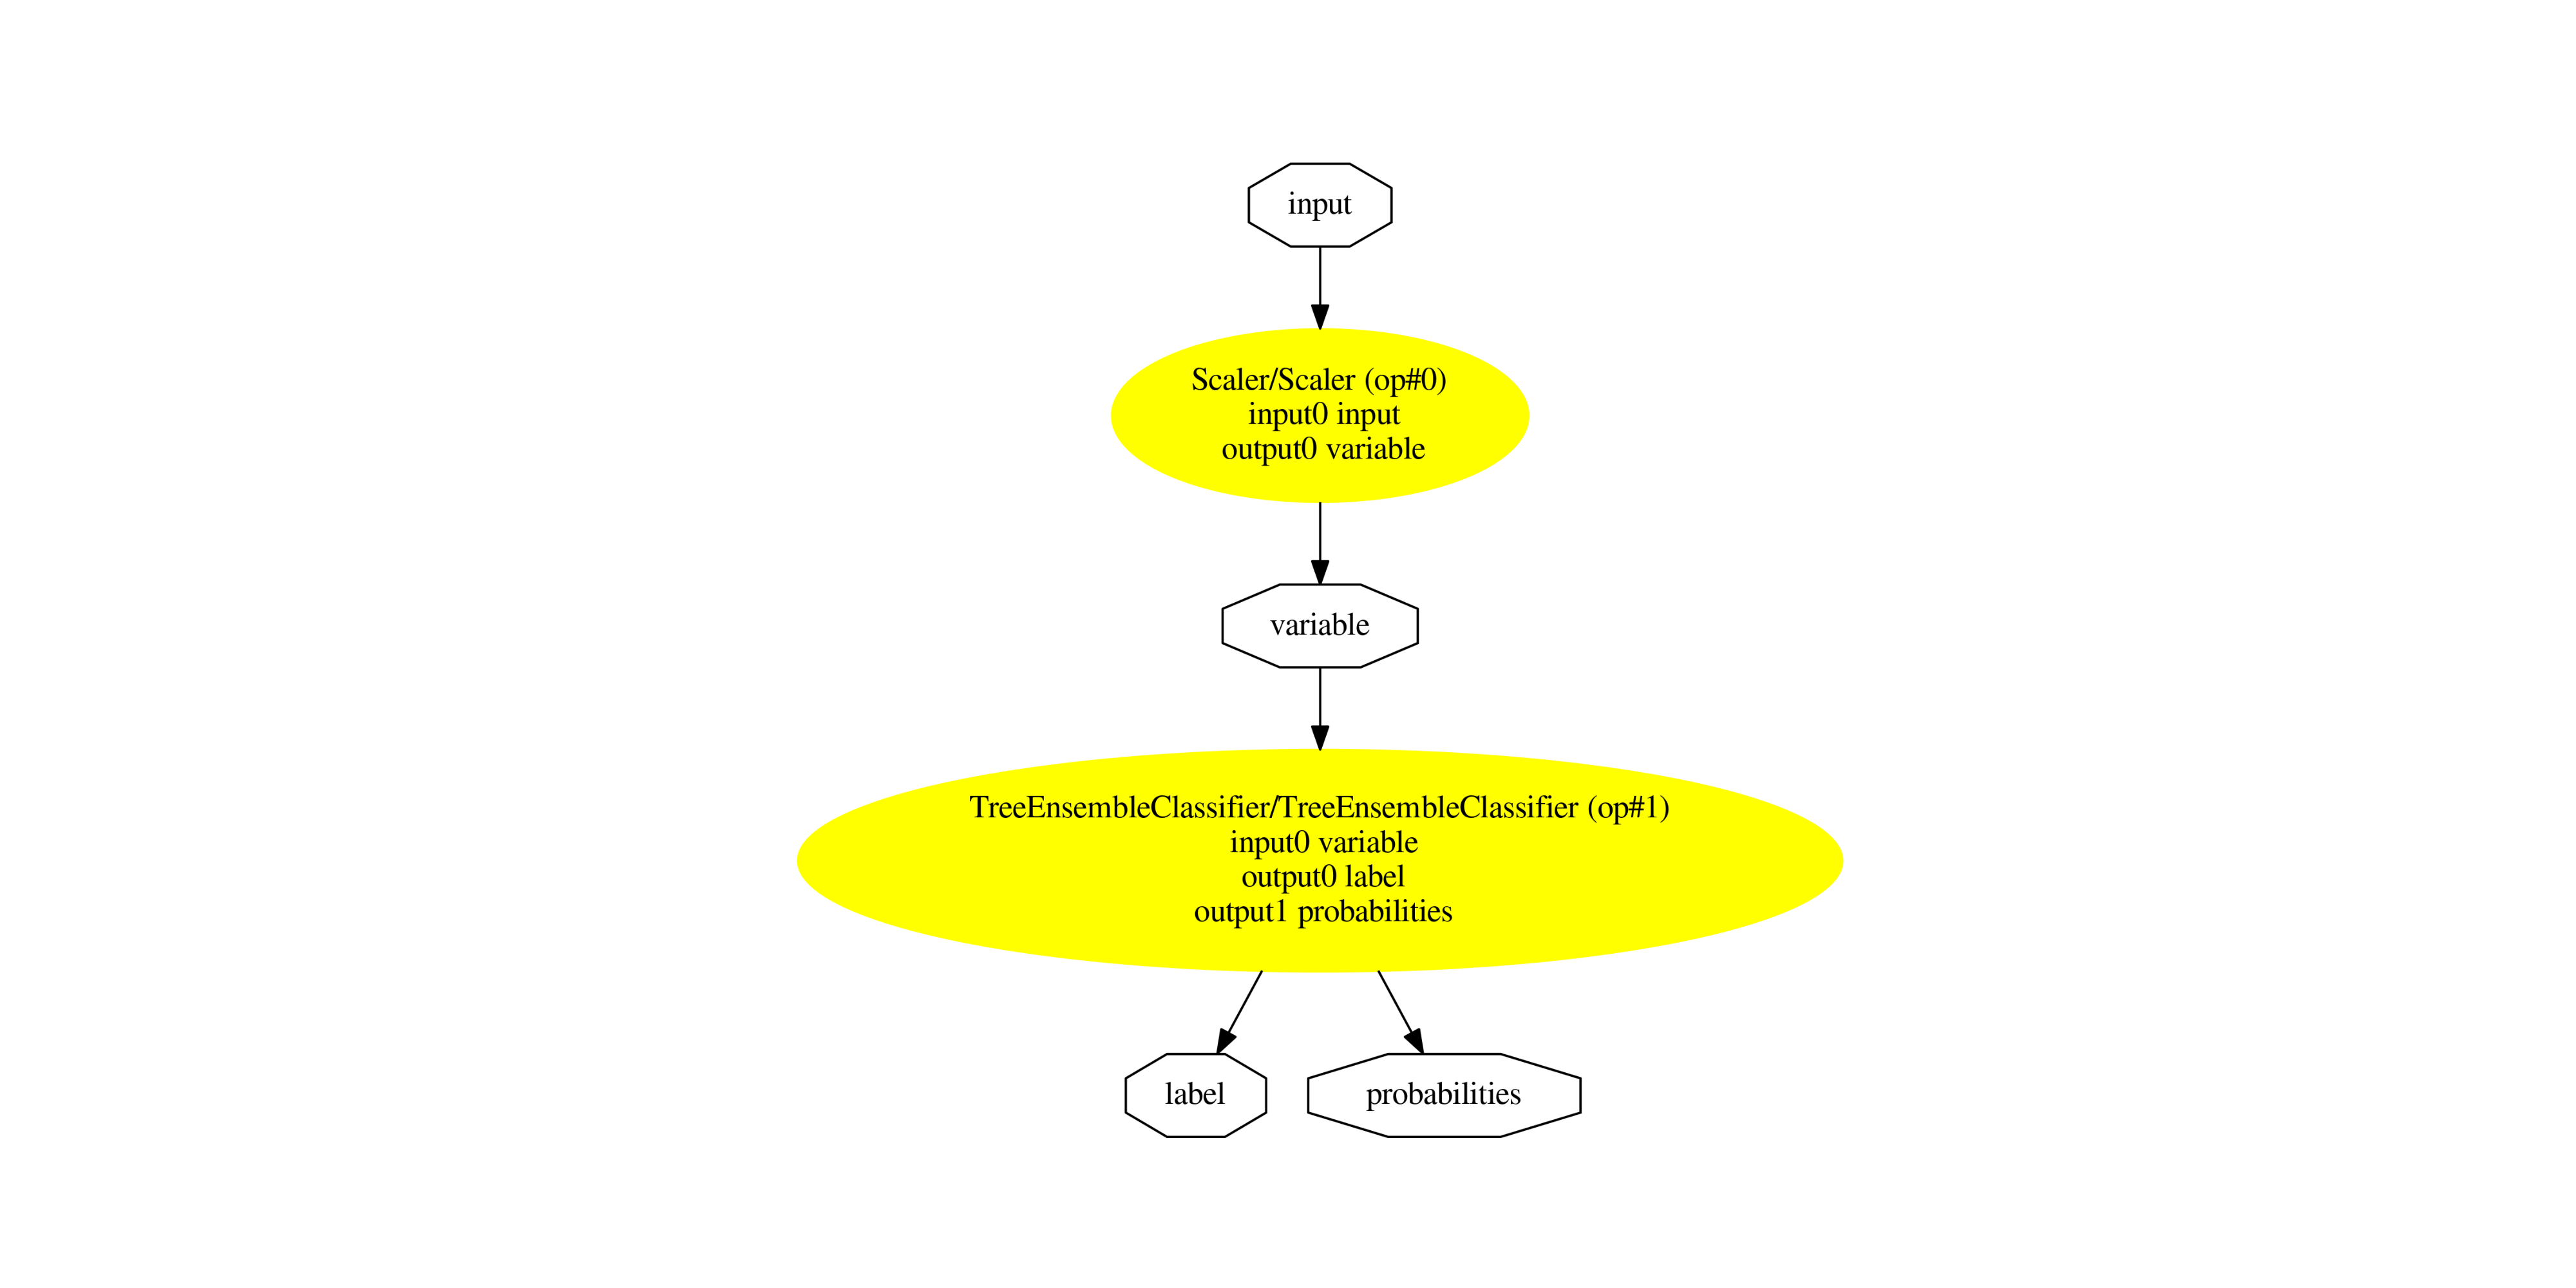 input
Scaler/Scaler (op#0)
input0 input
output0 variable
variable
TreeEnsembleClassifier/TreeEnsembleClassifier (op#1)
input0 variable
output0 label
output1 probabilities
label
probabilities